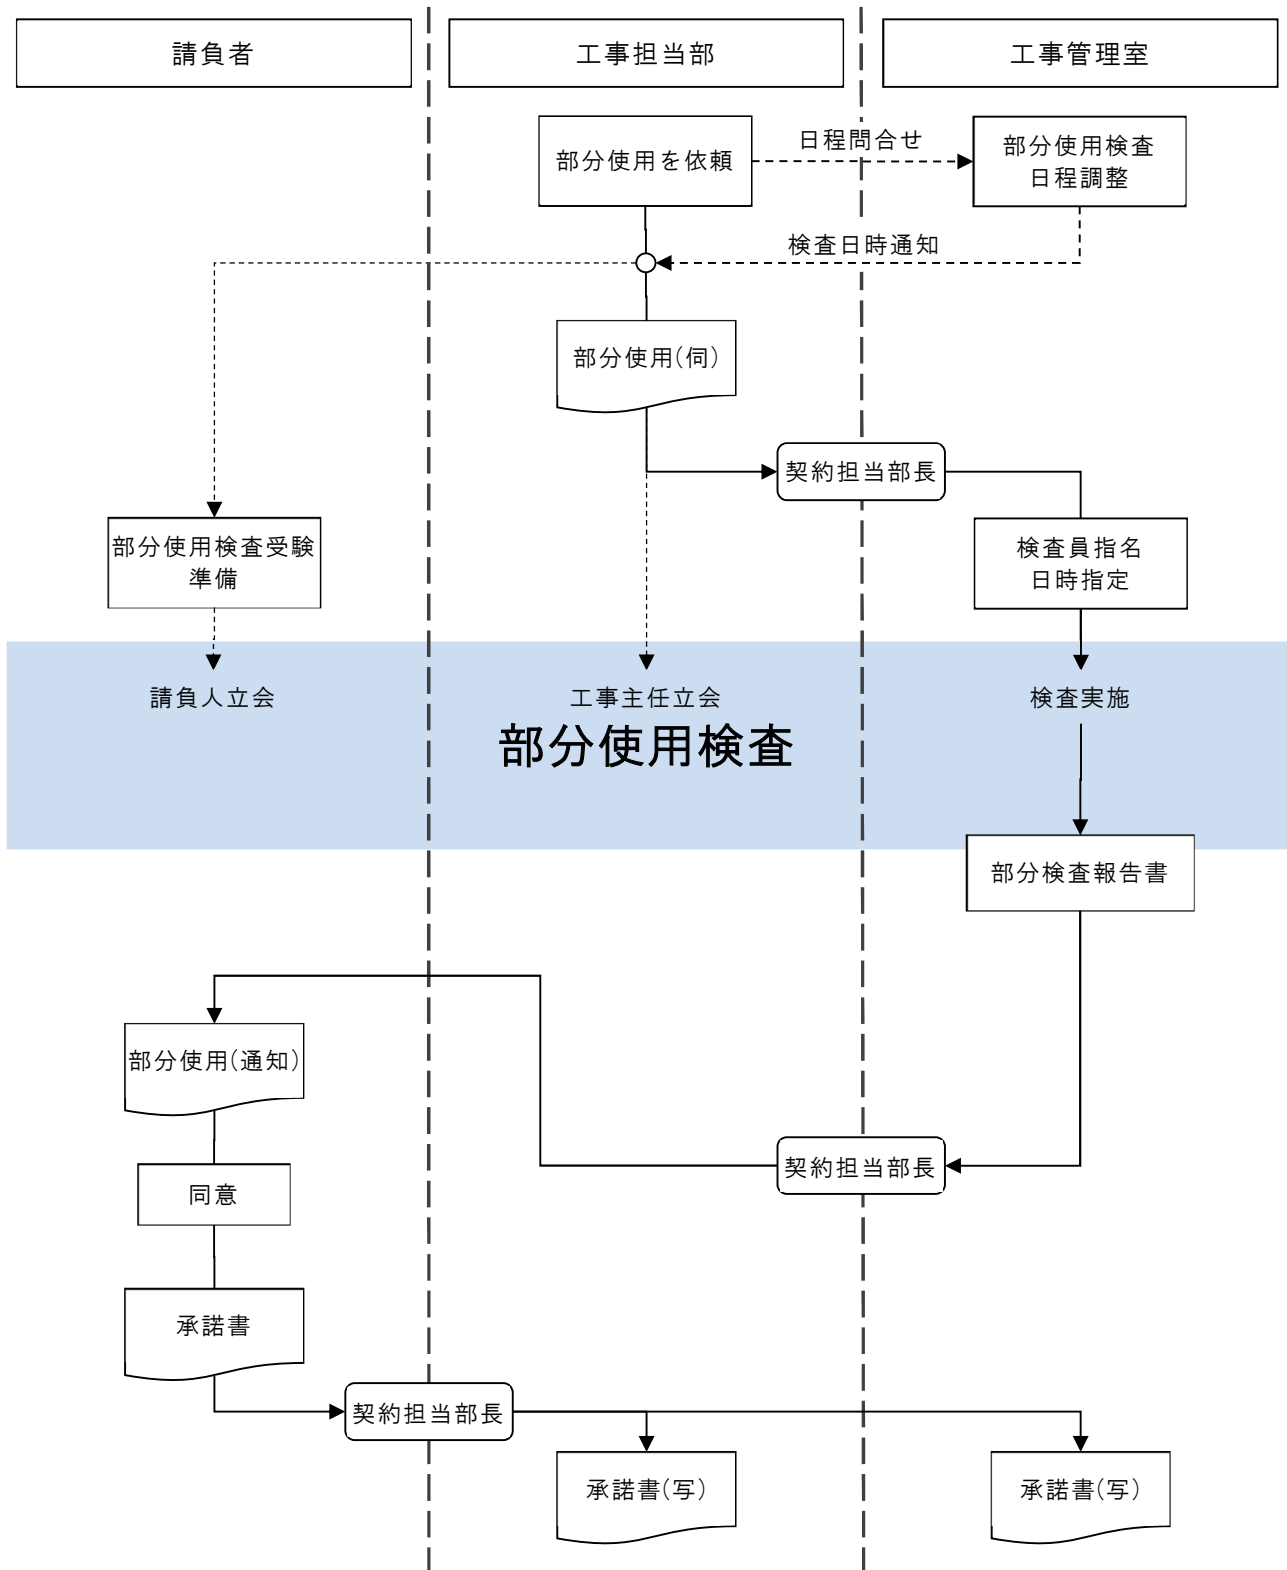 請負者
工事担当部
工事管理室
部分使用を依頼
日程問合せ
部分使用検査
日程調整
検査日時通知
部分使用(伺)
契約担当部長
部分使用検査受験
準備
検査員指名
日時指定
請負人立会
工事主任立会
検査実施
部分使用検査
部分検査報告書
部分使用(通知)
契約担当部長
同意
承諾書
契約担当部長
承諾書(写)
承諾書(写)